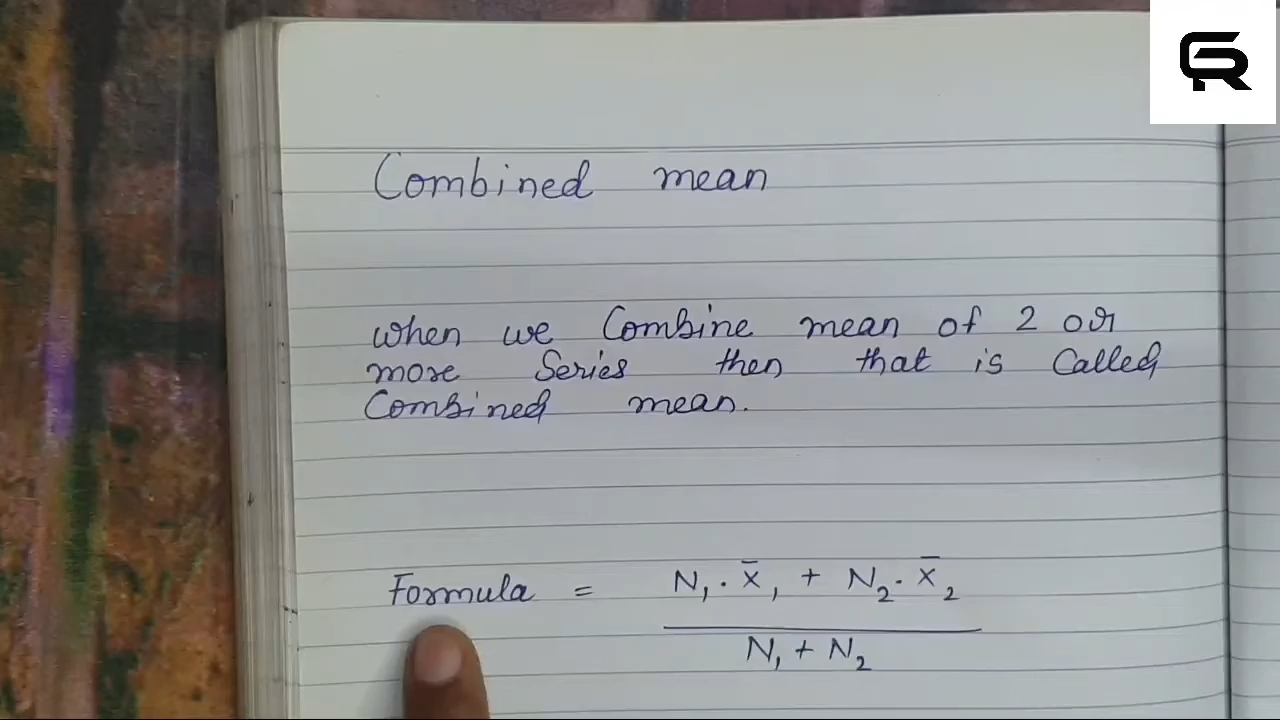 Combined mean
when we Combine mean of 2 or
more Series then that is Called
Combined mean.
Formula = N₁ . x̄₁ + N₂ . x̄₂
N₁ + N₂